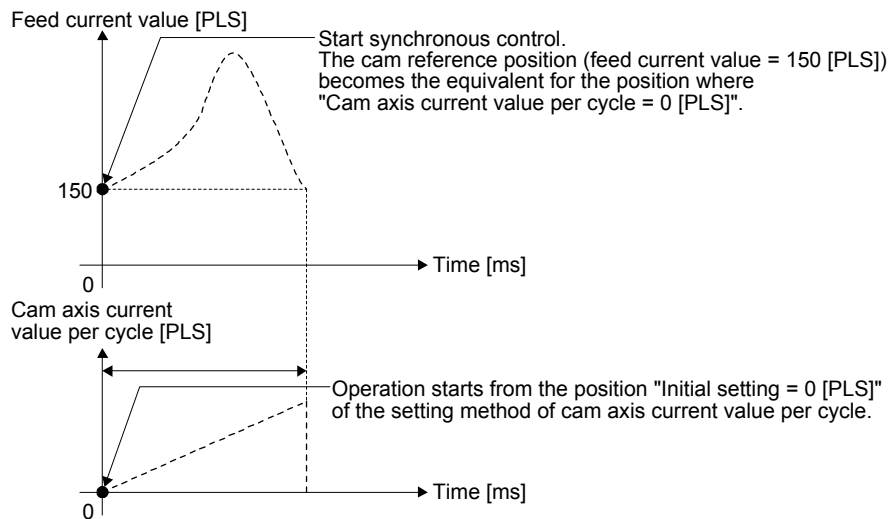 Feed current value [PLS]
Start synchronous control.
The cam reference position (feed current value = 150 [PLS])
becomes the equivalent for the position where
"Cam axis current value per cycle = 0 [PLS]".
150
Time [ms]
0
Cam axis current
value per cycle [PLS]
Operation starts from the position "Initial setting = 0 [PLS]"
of the setting method of cam axis current value per cycle.
Time [ms]
0